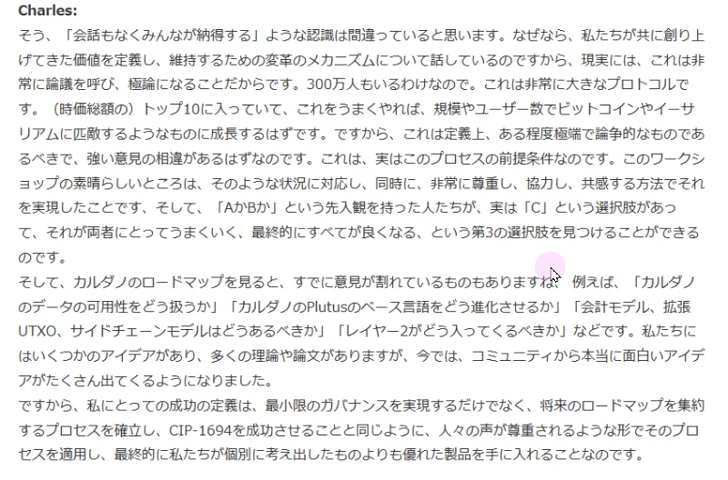 Charles:
そう、「会話もなくみんなが納得する」ような認識は間違っていると思います。なぜなら、私たちが共に創り上
げてきた価値を定義し、維持するための変革のメカニズムについて話しているのですから、現実には、これは非
常に論議を呼び、極論になることだからです。300万人もいるわけなので。これは非常に大きなプロトコルで
す。（時価総額の）トップ10に入っていて、これをうまくやれば、規模やユーザー数でビットコインやイーサ
リアムに匹敵するようなものに成長するはずです。ですから、これは定義上、ある程度極端で論争的なものであ
るべきで、強い意見の相違があるはずなのです。これは、実はこのプロセスの前提条件なのです。このワークシ
ョップの素晴らしいところは、そのような状況に対応し、同時に、非常に尊重し、協力し、共感する方法でそれ
を実現したことです、そして、「AかBか」という先入観を持った人たちが、実は「C」という選択肢があっ
て、それが両者にとってうまくいく、最終的にすべてが良くなる、という第3の選択肢を見つけることができる
のです。
そして、カルダノのロードマップを見ると、すでに意見が割れているものもありますね。 例えば、「カルダノ
のデータの可用性をどう扱うか」「カルダノのPlutusのベース言語をどう進化させるか」「会計モデル、拡張
UTXO、サイドチェーンモデルはどうあるべきか」「レイヤー2がどう入ってくるべきか」などです。私たちに
はいくつかのアイデアがあり、多くの理論や論文がありますが、今では、コミュニティから本当に面白いアイデ
アがたくさん出てくるようになりました。
ですから、私にとっての成功の定義は、最小限のガバナンスを実現するだけでなく、将来のロードマップを集約
するプロセスを確立し、CIP-1694を成功させることと同じように、人々の声が尊重されるような形でそのプロ
セスを適用し、最終的に私たちが個別に考え出したものよりも優れた製品を手に入れることなのです。